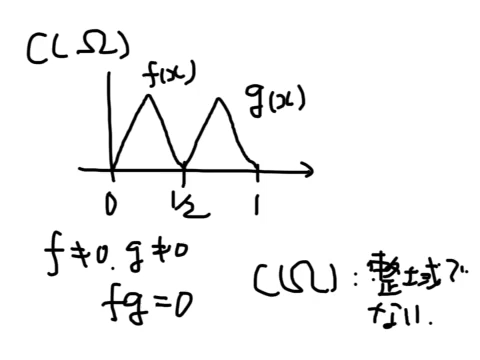 C(Ω)
f(x)
g(x)
0 1/2 1
f≠0, g≠0
fg=0
C(Ω):整域で
ない.